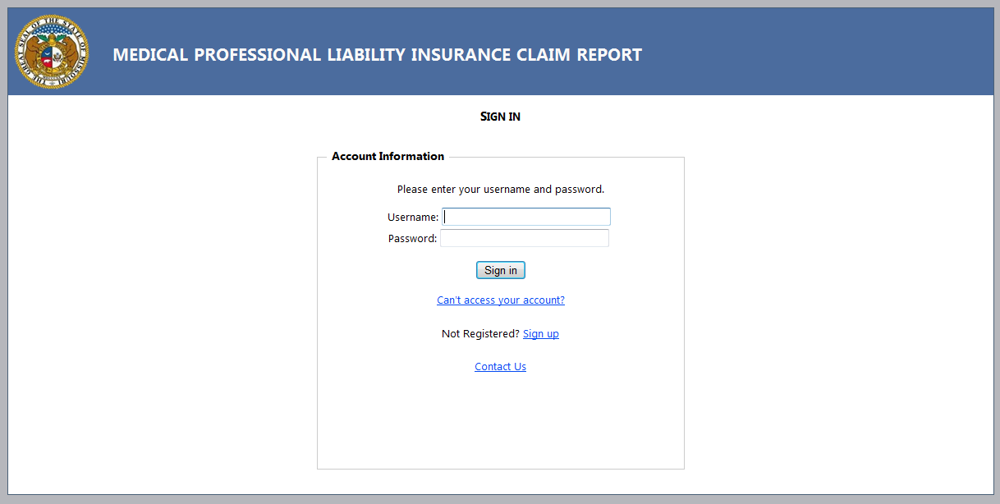 THE GREAT SEAL OF THE STATE OF MISSOURI
MEDICAL PROFESSIONAL LIABILITY INSURANCE CLAIM REPORT
SIGN IN
Account Information
Please enter your username and password.
Username:
Password:
Sign in
Can't access your account?
Not Registered? Sign up
Contact Us